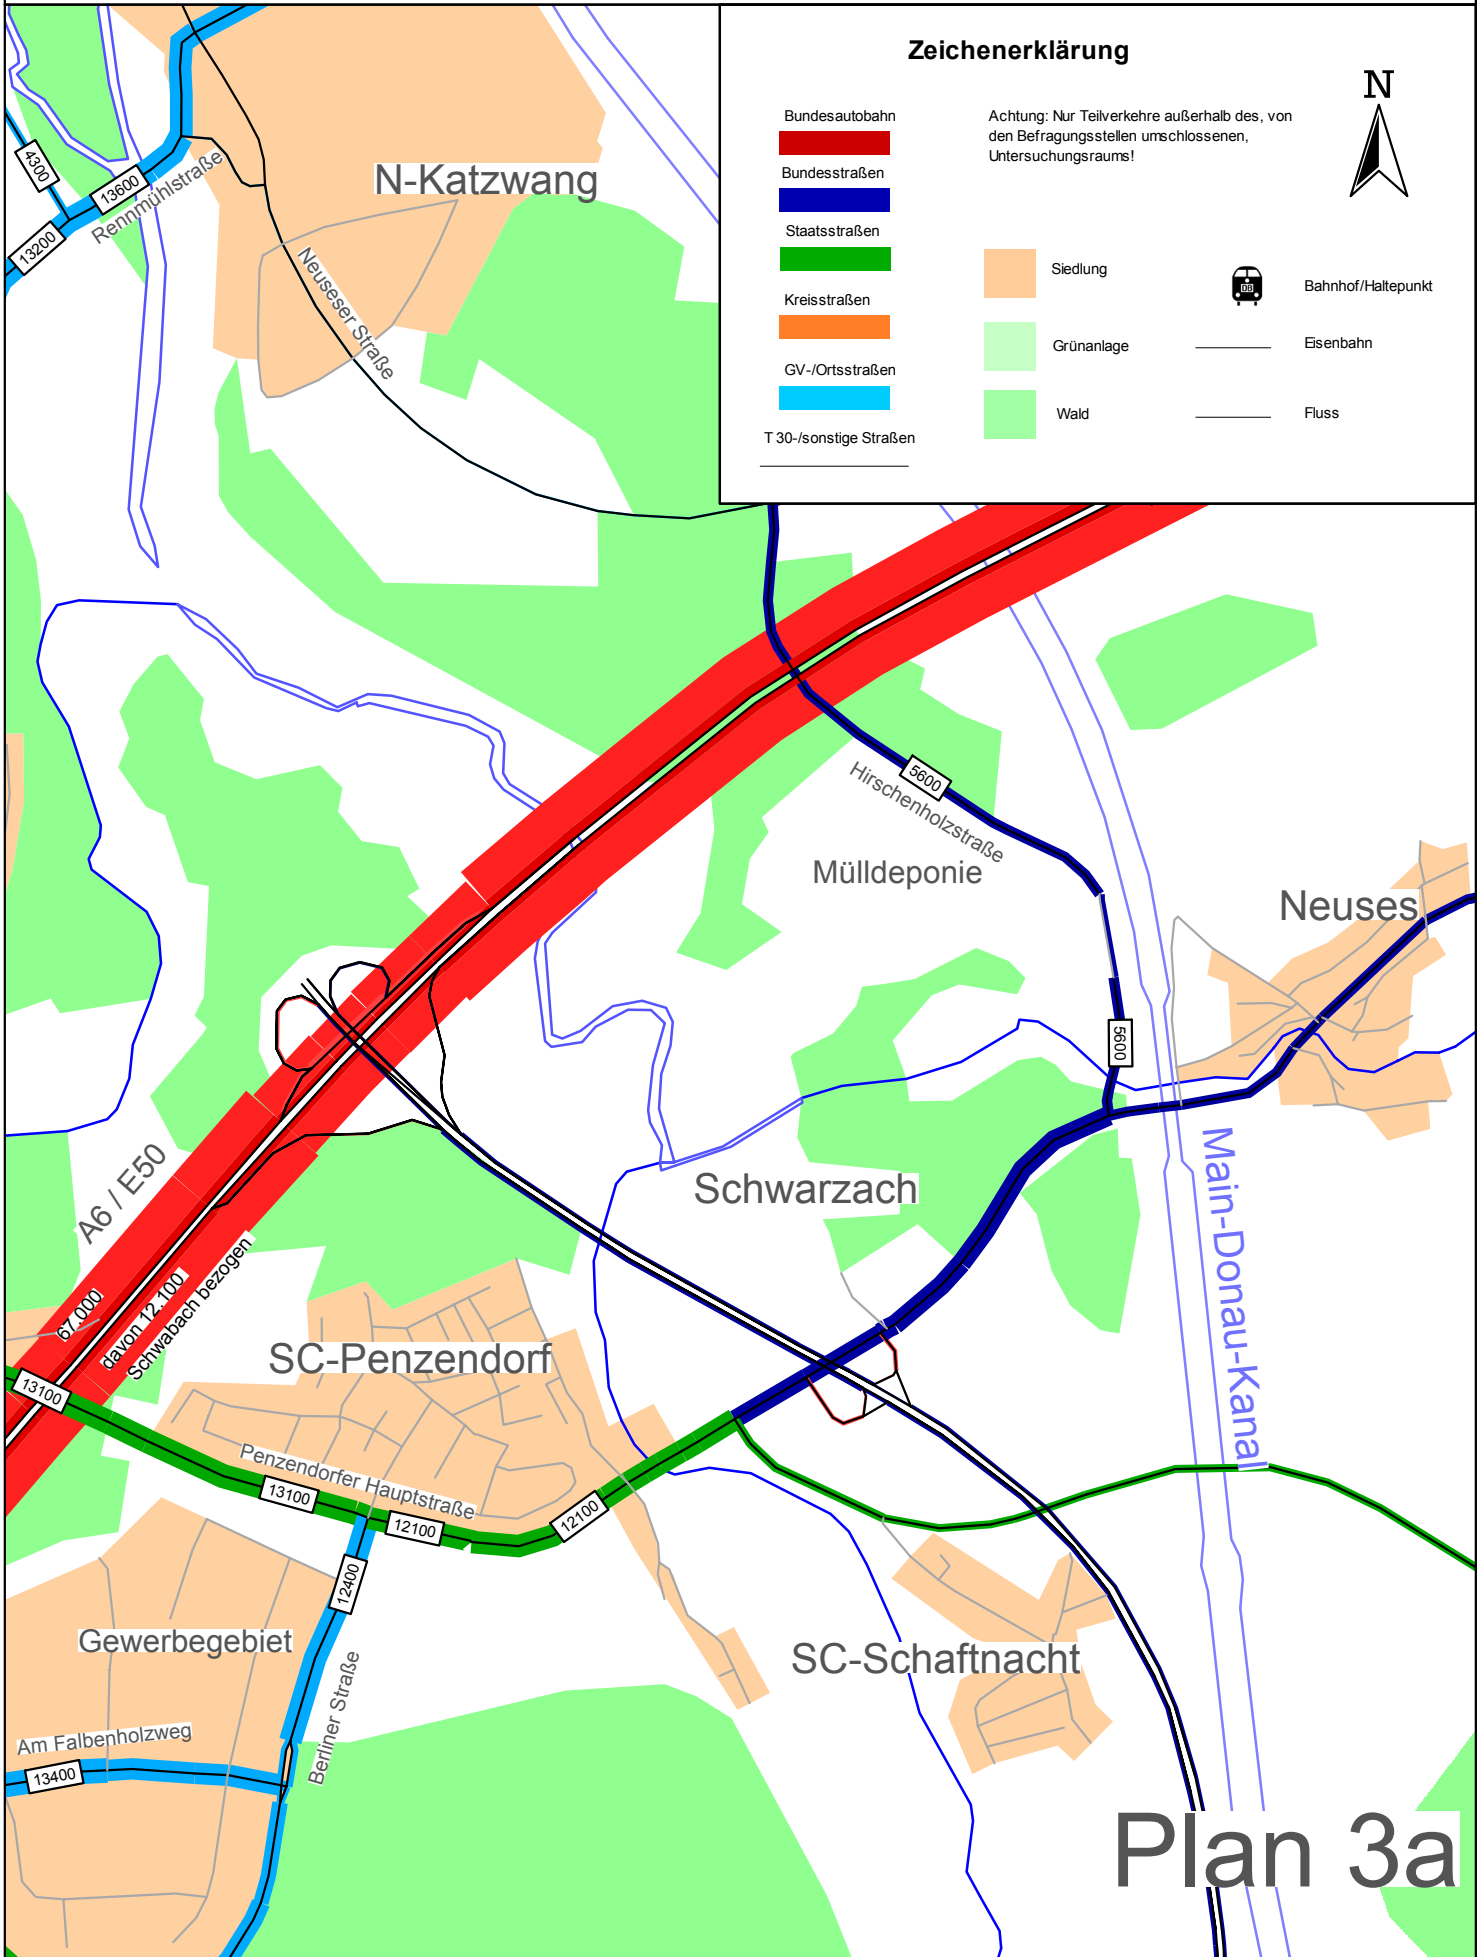 Zeichenerklärung
N
Bundesautobahn
Bundesstraßen
Staatsstraßen
Kreisstraßen
GV-/Ortsstraßen
T 30-/sonstige Straßen
Achtung: Nur Teilverkehre außerhalb des, von
den Befragungsstellen umschlossenen,
Untersuchungsraums!
Siedlung
Grünanlage
Wald
DB
Bahnhof/Haltepunkt
Eisenbahn
Fluss
N-Katzwang
4300
13600
13200
Rennmühlstraße
Neuseser Straße
5600
Hirschenholzstraße
Mülldeponie
Neuses
5600
A6 / E50
Schwarzach
Main-Donau-Kanal
67.000
davon 12.100
Schwabach bezogen
SC-Penzendorf
13100
Penzendorfer Hauptstraße
13100
12100
12100
12400
Gewerbegebiet
Berliner Straße
SC-Schaftnacht
Am Falbenholzweg
13400
Plan 3a